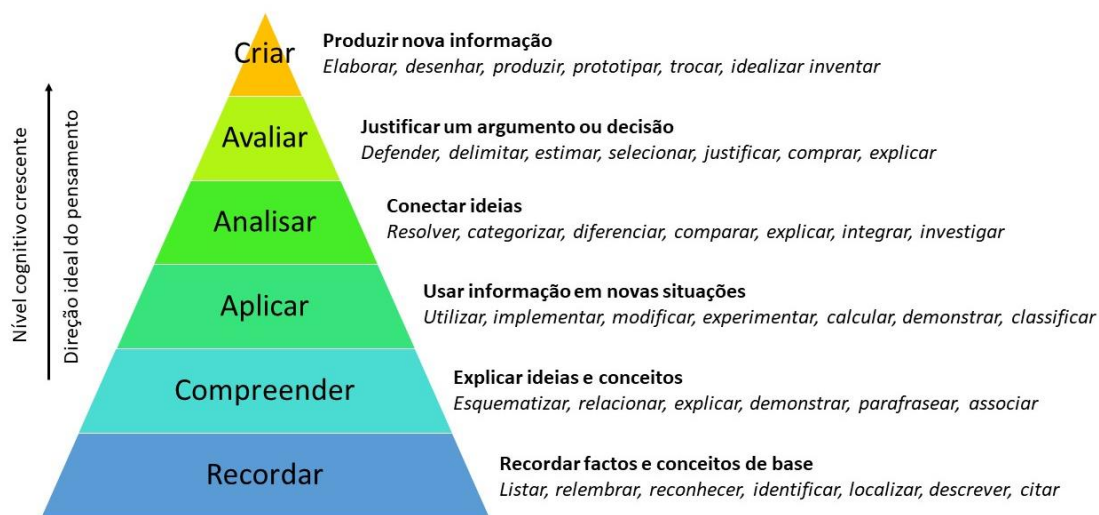 Criar
Produzir nova informação
Elaborar, desenhar, produzir, prototipar, trocar, idealizar inventar
Avaliar
Justificar um argumento ou decisão
Defender, delimitar, estimar, selecionar, justificar, comprar, explicar
Analisar
Conectar ideias
Resolver, categorizar, diferenciar, comparar, explicar, integrar, investigar
Aplicar
Usar informação em novas situações
Utilizar, implementar, modificar, experimentar, calcular, demonstrar, classificar
Compreender
Explicar ideias e conceitos
Esquematizar, relacionar, explicar, demonstrar, parafrasear, associar
Recordar
Recordar factos e conceitos de base
Listar, relembrar, reconhecer, identificar, localizar, descrever, citar
Nível cognitivo crescente
Direção ideal do pensamento